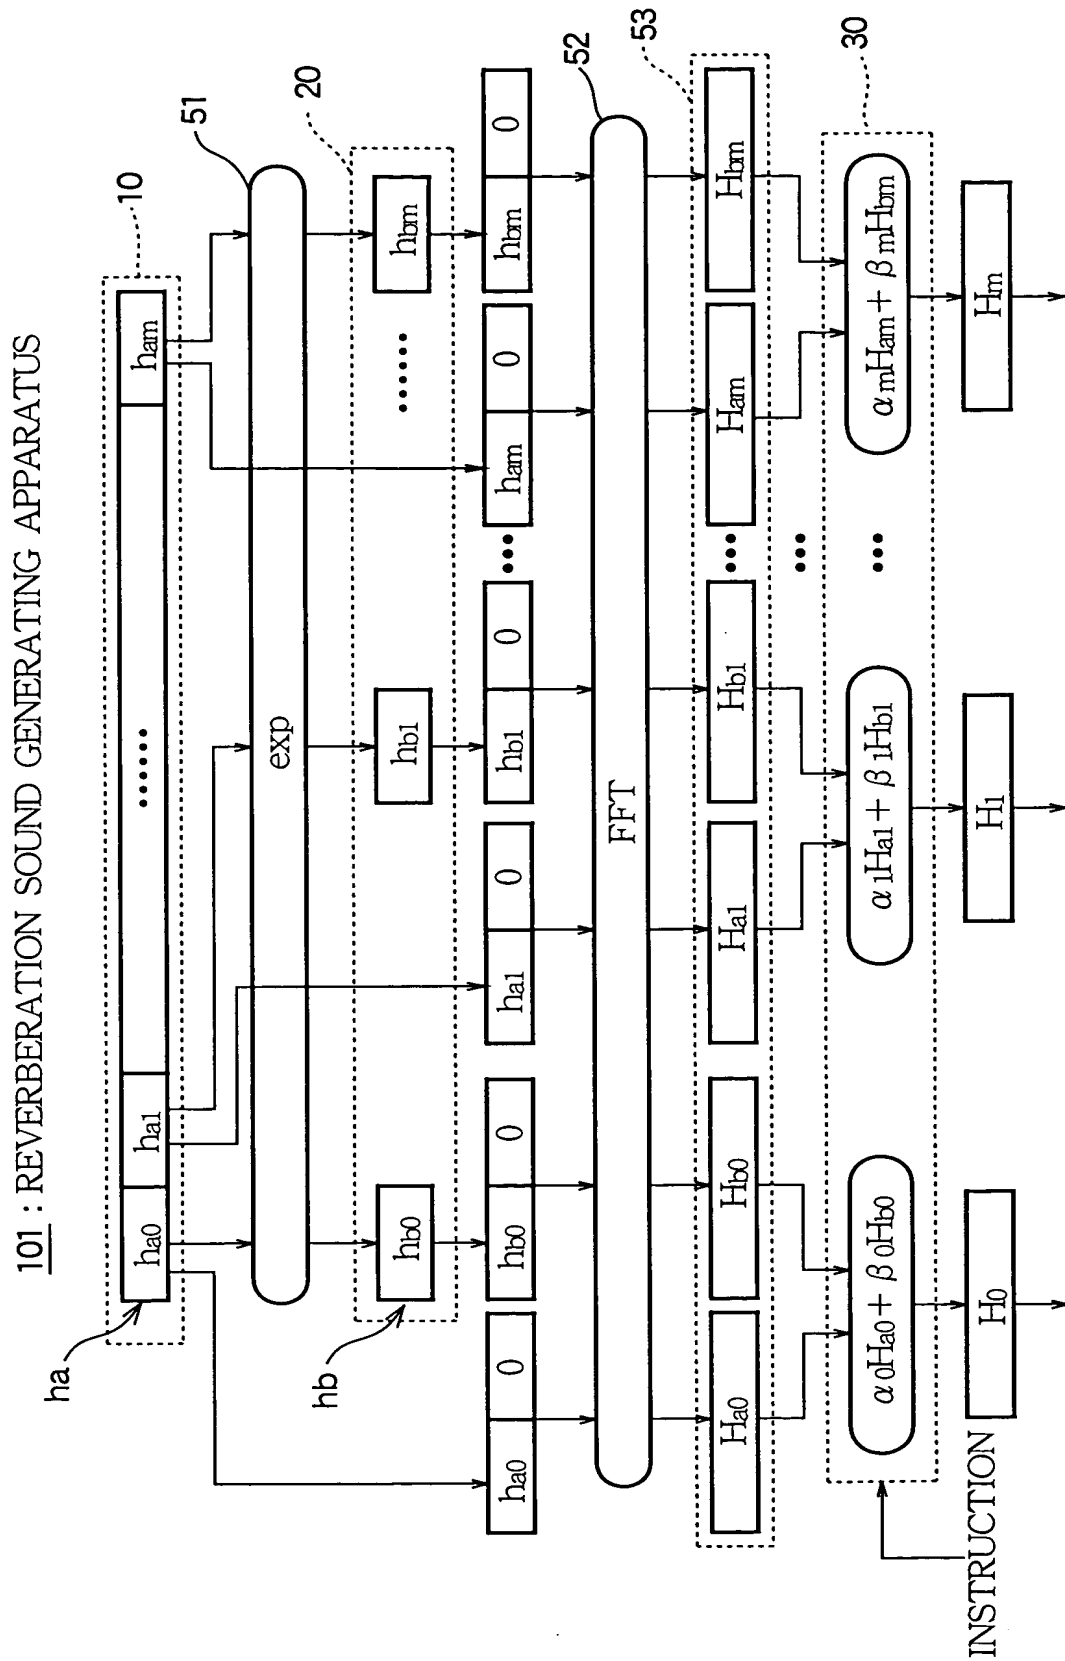 101 : REVERBERATION SOUND GENERATING APPARATUS
10
ha
ha0 ha1 ...... ham
51
exp
20
hb
hb0 hb1 ...... hbm
ha0 0 hb0 0 ha1 0 hb1 0 ... ham 0 hbm 0
52
FFT
53
Ha0 Hb0 Ha1 Hb1 ... Ham Hbm
...
30
α0Ha0 + β0Hb0 α1Ha1 + β1Hb1 ... αmHam + βmHbm
INSTRUCTION
H0 H1 Hm